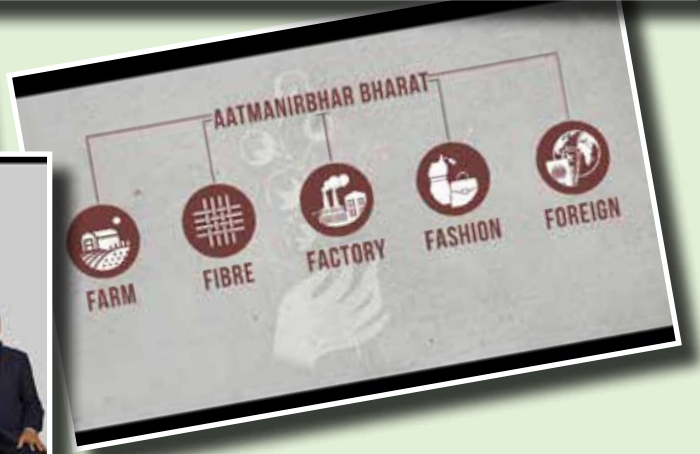 AATMANIRBHAR BHARAT
FARM
FIBRE
FACTORY
FASHION
FOREIGN